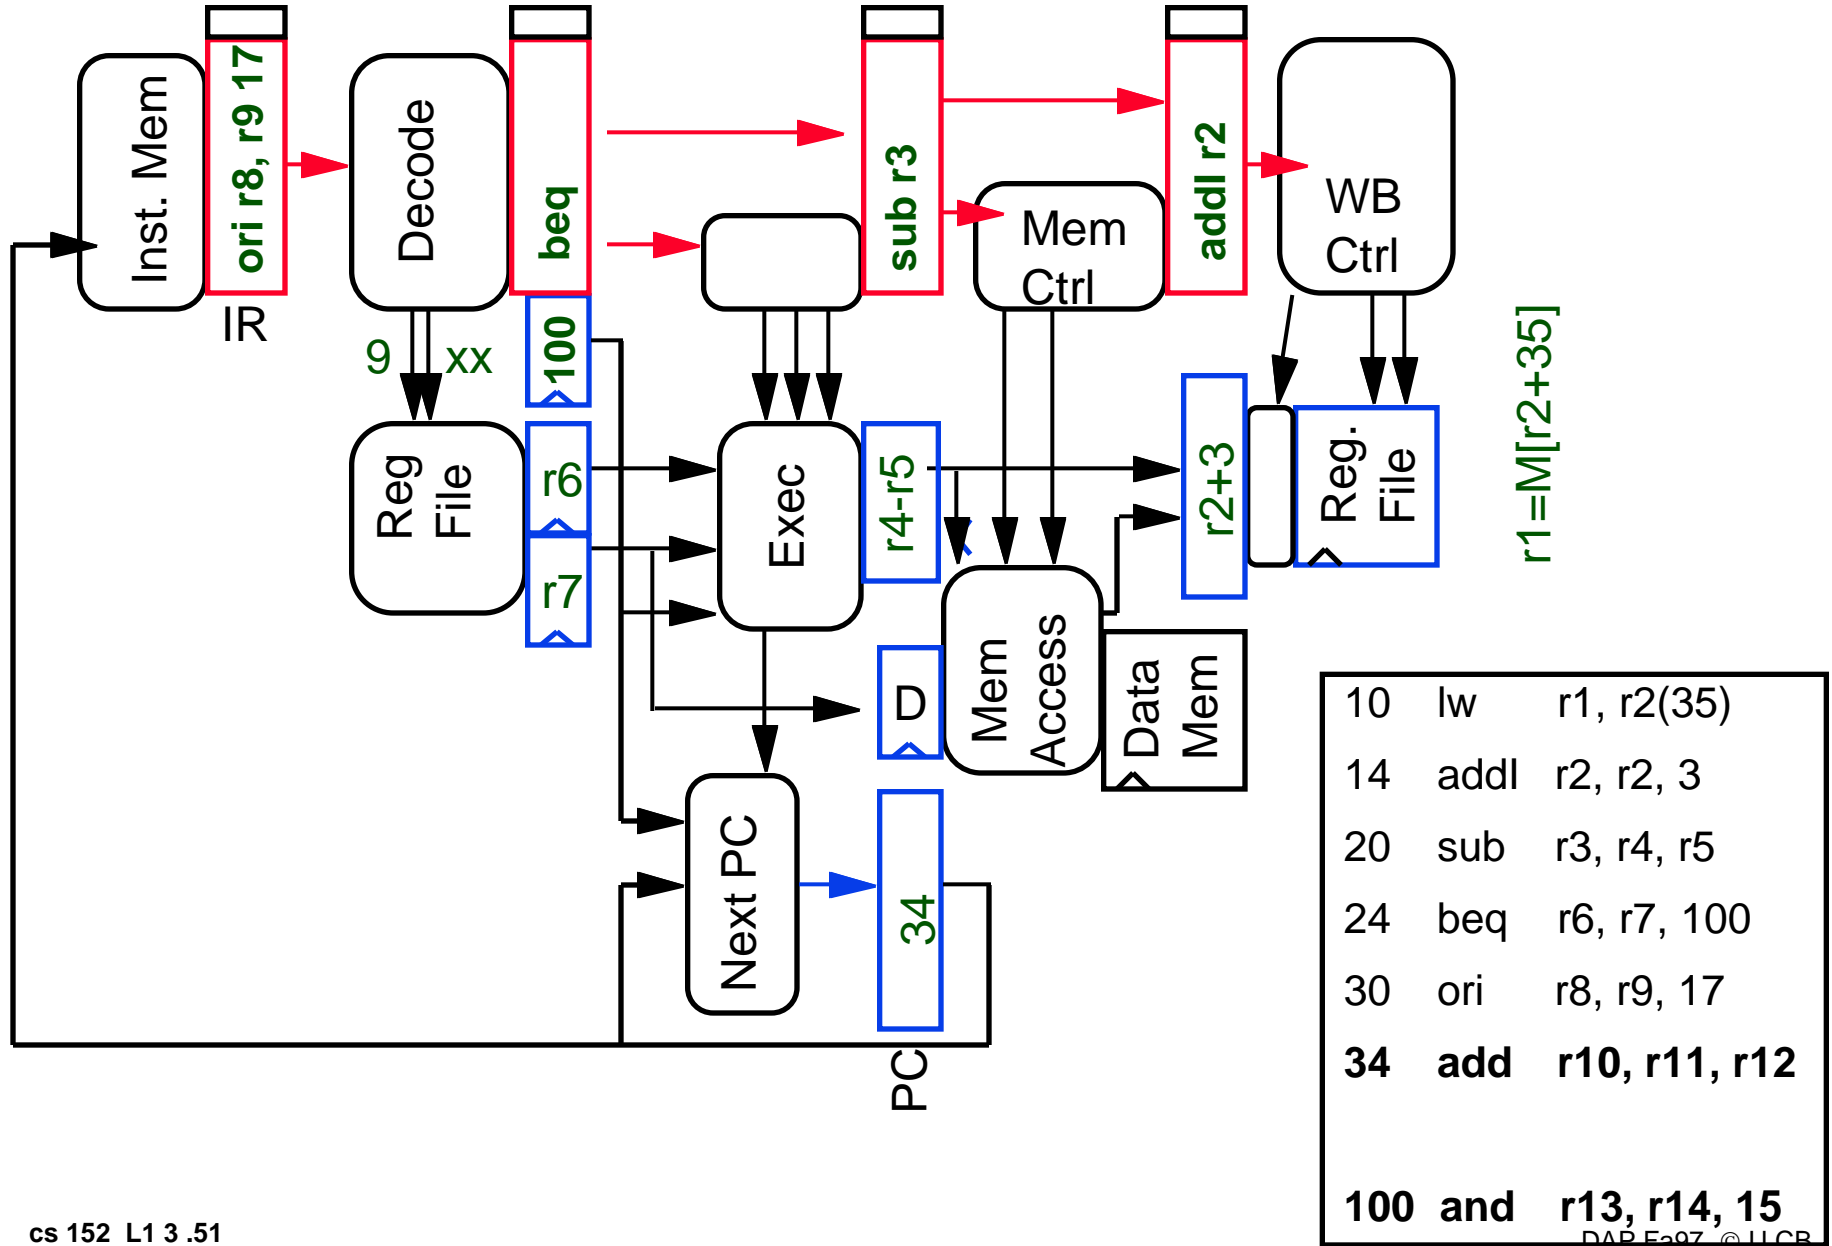 Inst. Mem
ori r8, r9 17
IR
Decode
9
xx
Reg
File
beq
100
r6
r7
Exec
sub r3
r4-r5
D
Next PC
34
PC
Mem
Ctrl
Mem
Access
Data
Mem
addI r2
r2+3
WB
Ctrl
Reg.
File
r1=M[r2+35]
10 lw r1, r2(35)
14 addI r2, r2, 3
20 sub r3, r4, r5
24 beq r6, r7, 100
30 ori r8, r9, 17
34 add r10, r11, r12
100 and r13, r14, 15
cs 152 L1 3 .51
DAP Fa97, © U.CB